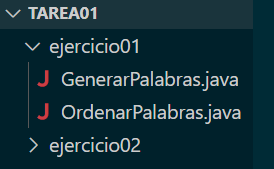 TAREA01
ejercicio01
J GenerarPalabras.java
J OrdenarPalabras.java
ejercicio02